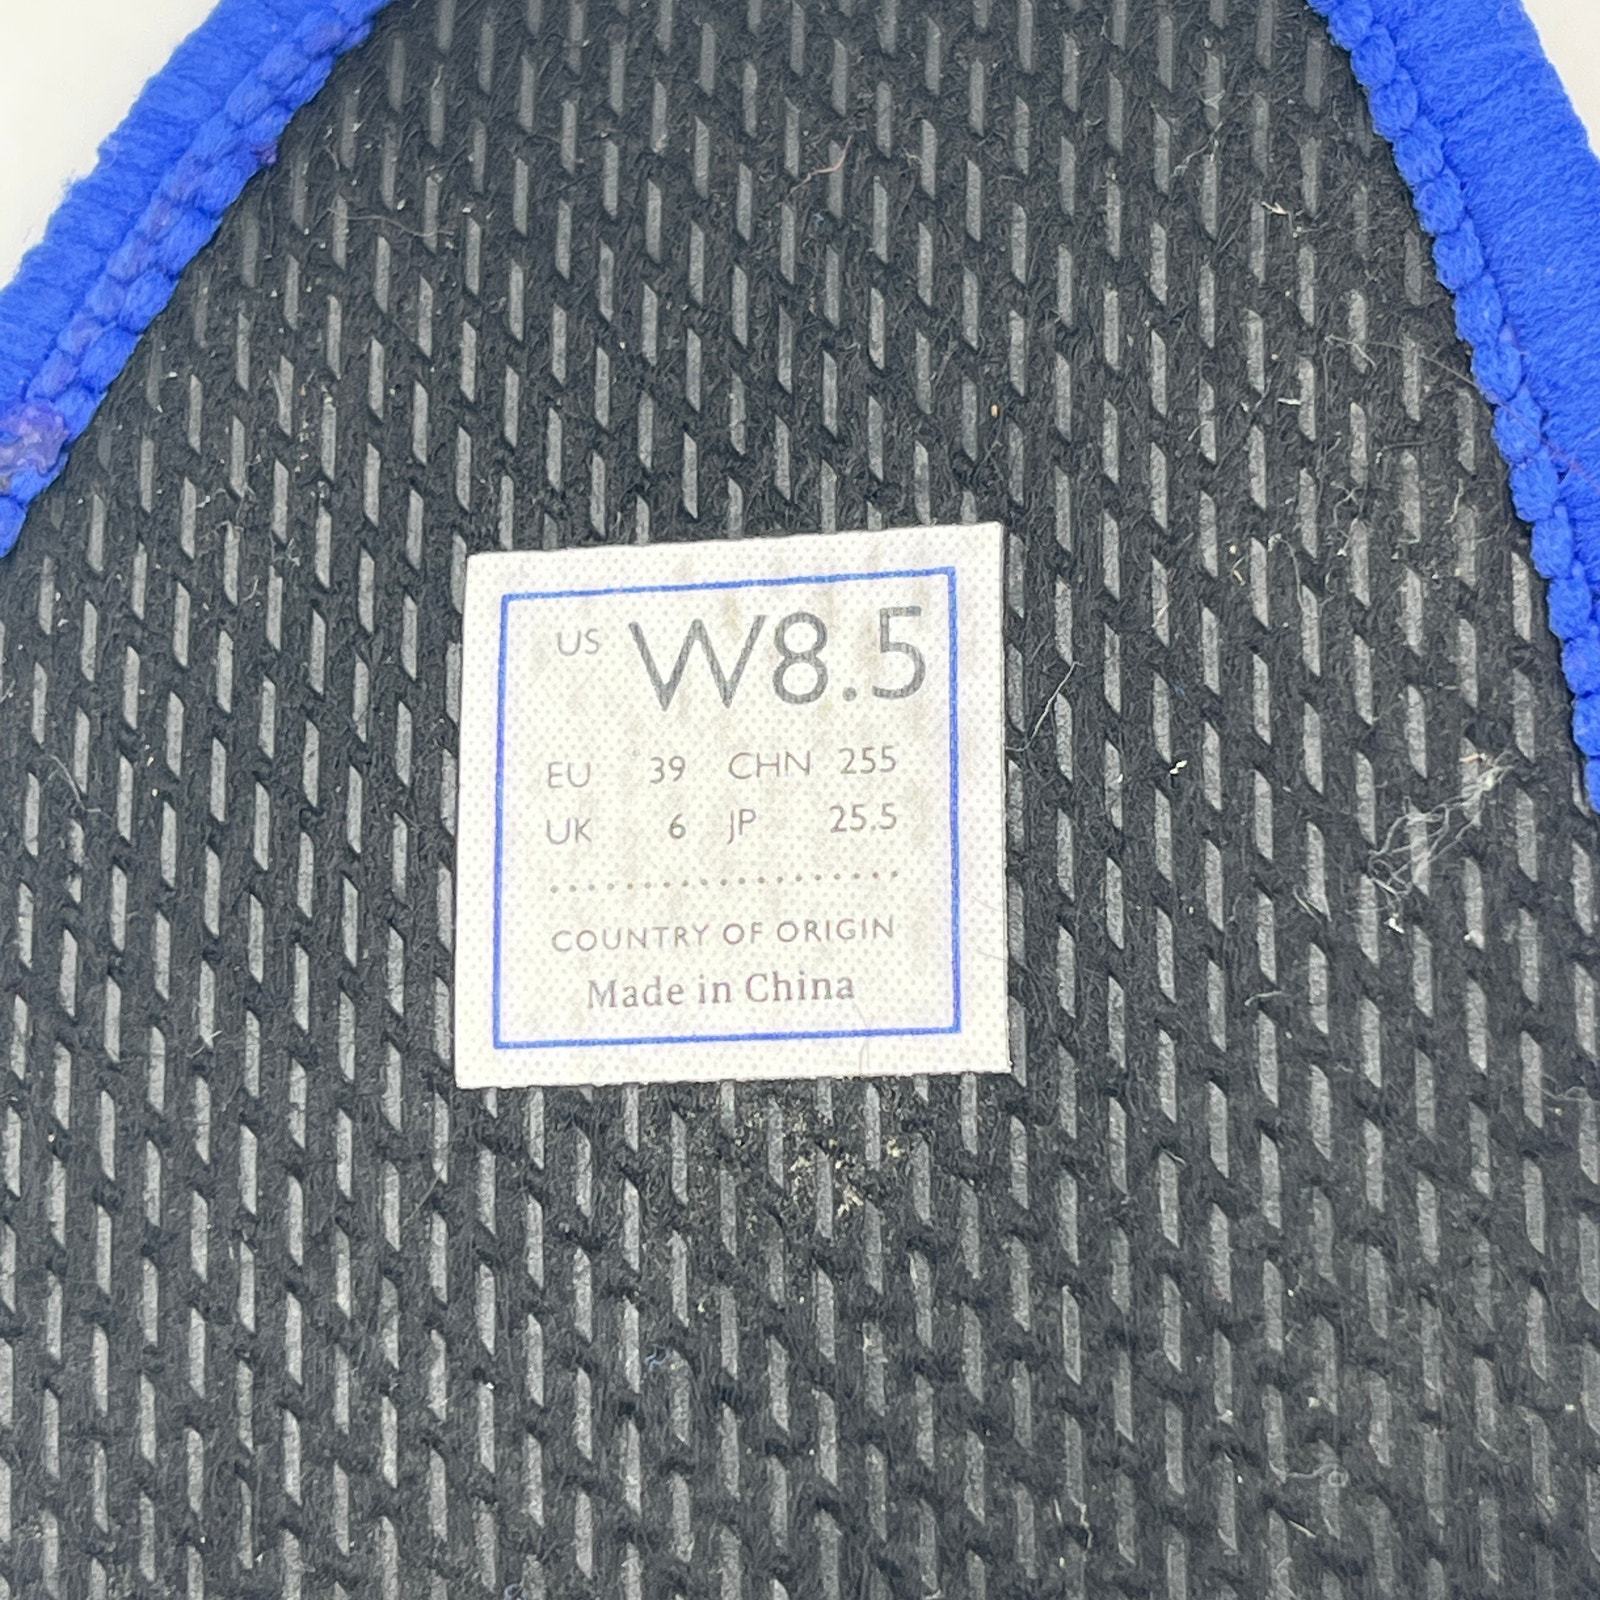 US W8.5
EU 39 CHN 255
UK 6 JP 25.5
COUNTRY OF ORIGIN
Made in China